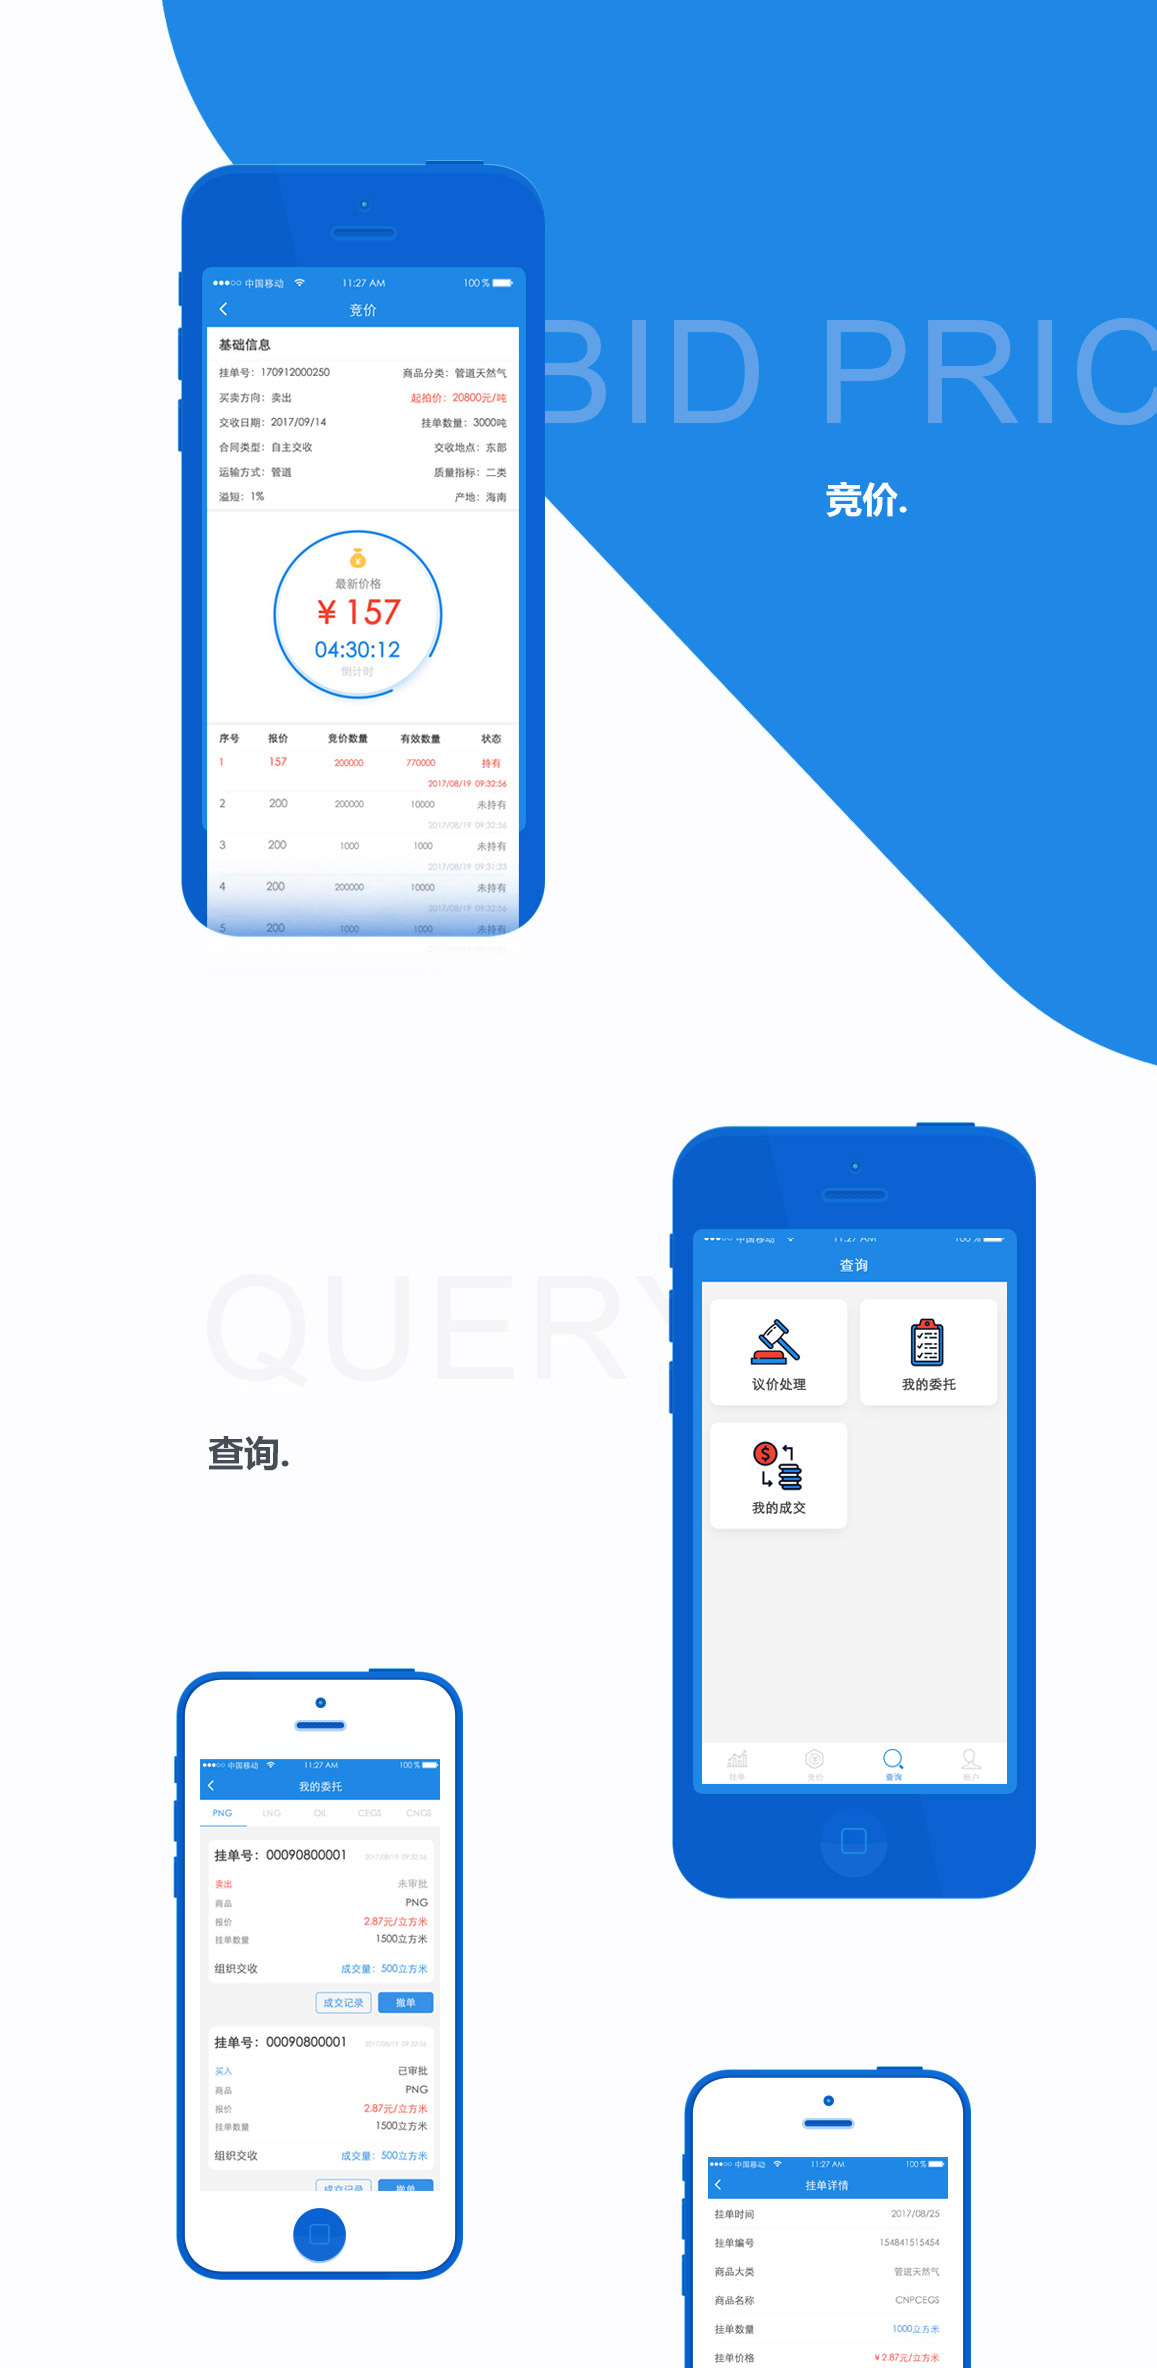 中国移动 11:27 AM 100 %
竞价
基础信息
挂单号：170912000250 商品分类：管道天然气
买卖方向：卖出 起拍价：20800元/吨
交收日期：2017/09/14 挂单数量：3000吨
合同类型：自主交收 交收地点：东部
运输方式：管道 质量指标：二类
溢短：1% 产地：海南
BID PRIC
竞价.
最新价格
¥ 157
04:30:12
倒计时
序号 报价 竞价数量 有效数量 状态
1 157 200000 770000 持有
2017/08/19 09:32:56
2 200 200000 10000 未持有
2017/08/19 09:32:56
3 200 1000 1000 未持有
2017/08/19 09:31:33
4 200 200000 10000 未持有
2017/08/19 09:32:56
5 200 1000 1000 未持有
中国移动 11:27 AM 100 %
查询
QUERY
查询.
议价处理 我的委托
我的成交
挂单 竞价 查询 账户
中国移动 11:27 AM 100 %
我的委托
PNG LNG OIL CEGS CNGS
挂单号：00090800001 2017/08/19 09:32:56
卖出 未审批
商品 PNG
报价 2.87元/立方米
挂单数量 1500立方米
组织交收 成交量：500立方米
成交记录 撤单
挂单号：00090800001 2017/08/19 09:32:56
买入 已审批
商品 PNG
报价 2.87元/立方米
挂单数量 1500立方米
组织交收 成交量：500立方米
成交记录 撤单
中国移动 11:27 AM 100 %
挂单详情
挂单时间 2017/08/25
挂单编号 154841515454
商品大类 管道天然气
商品名称 CNPCEGS
挂单数量 1000立方米
挂单价格 ¥ 2.87元/立方米